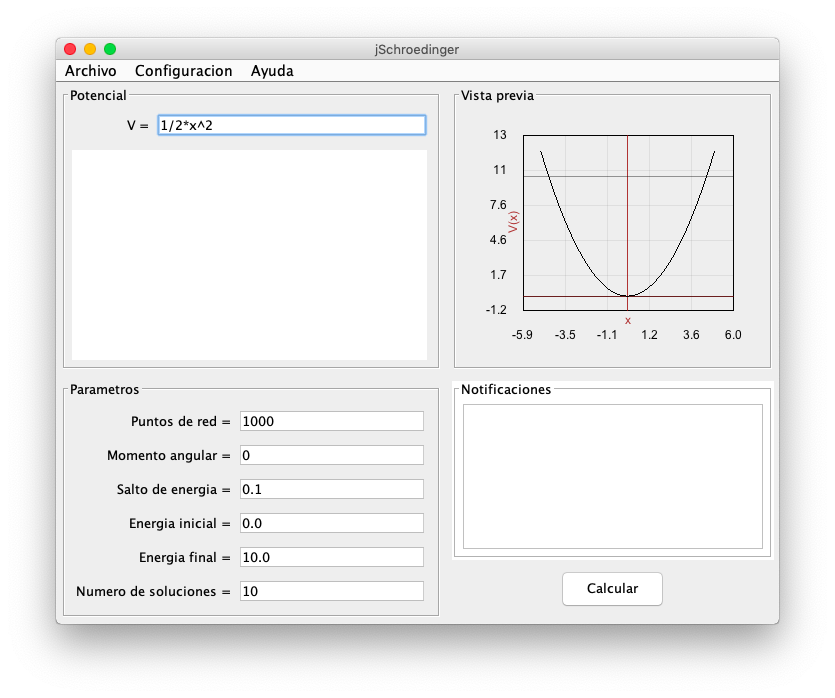 jSchroedinger
Archivo Configuracion Ayuda
Potencial
V = 1/2*x^2
Vista previa
13
11
7.6
4.6
1.7
-1.2
V(x)
x
-5.9 -3.5 -1.1 1.2 3.6 6.0
Parametros
Puntos de red = 1000
Momento angular = 0
Salto de energia = 0.1
Energia inicial = 0.0
Energia final = 10.0
Numero de soluciones = 10
Notificaciones
Calcular